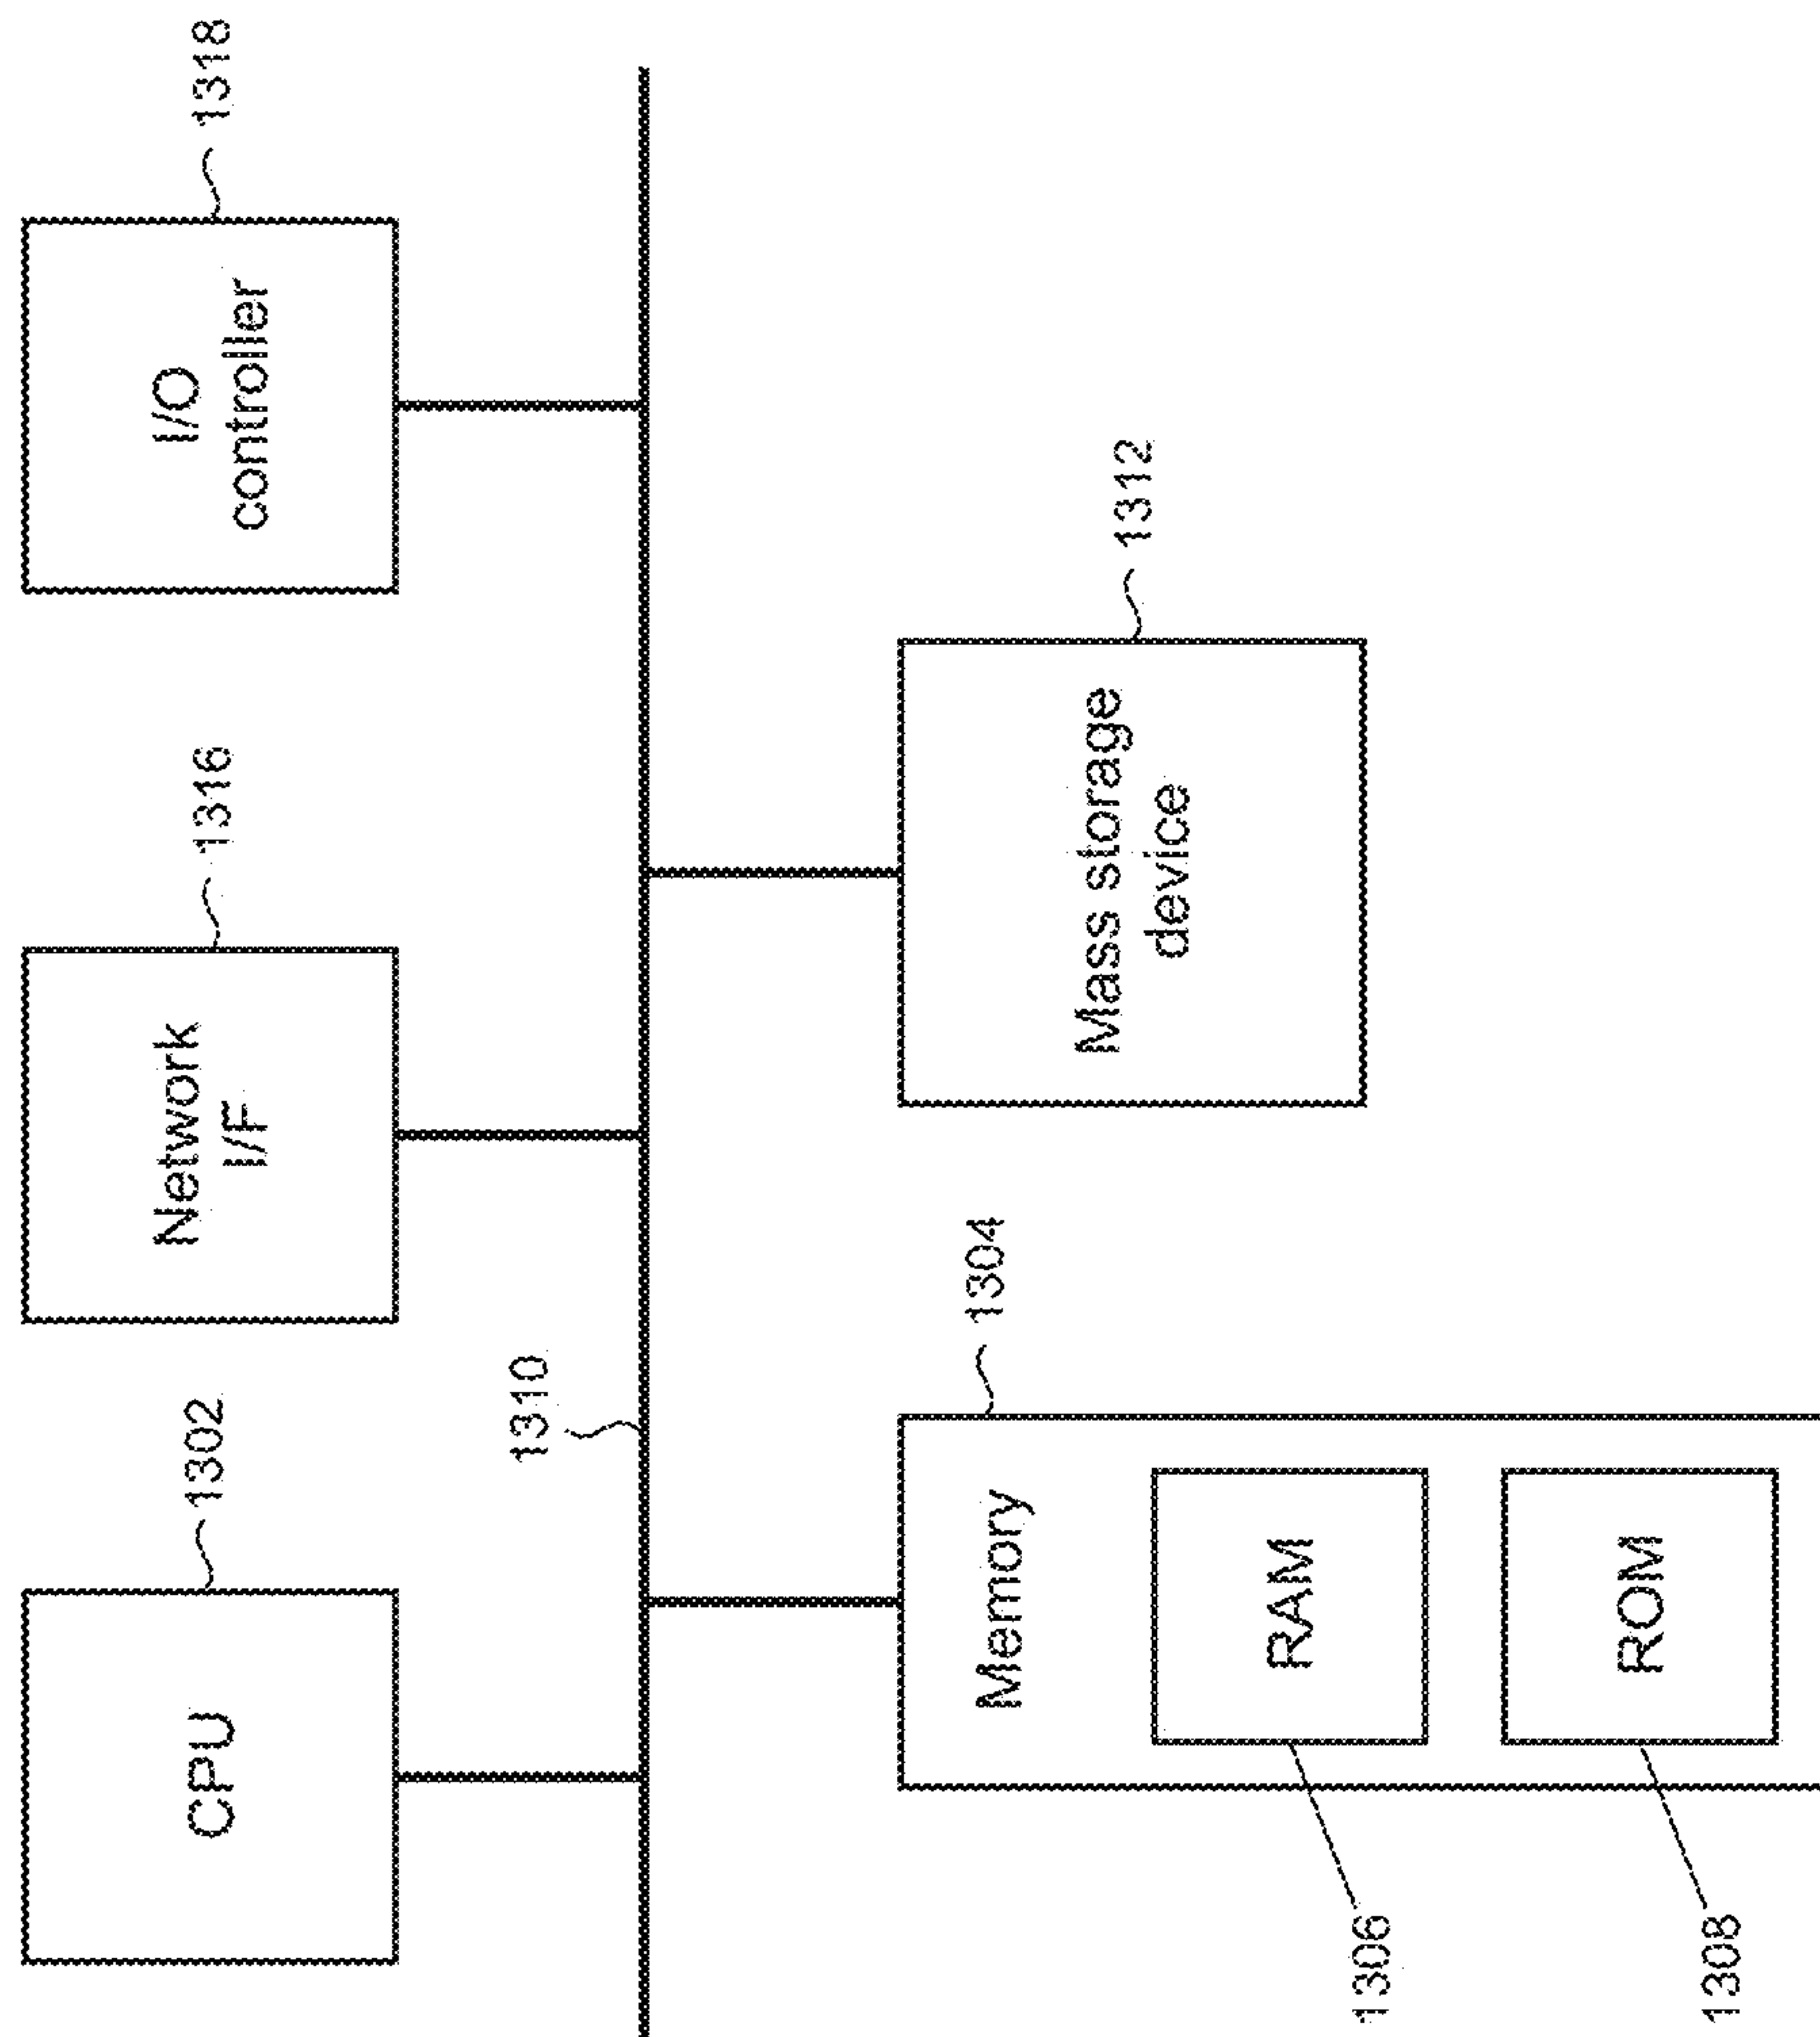 CPU
1302
Network
I/F
1316
I/O
controller
1318
1310
Memory
1304
RAM
1306
ROM
1308
Mass storage
device
1312